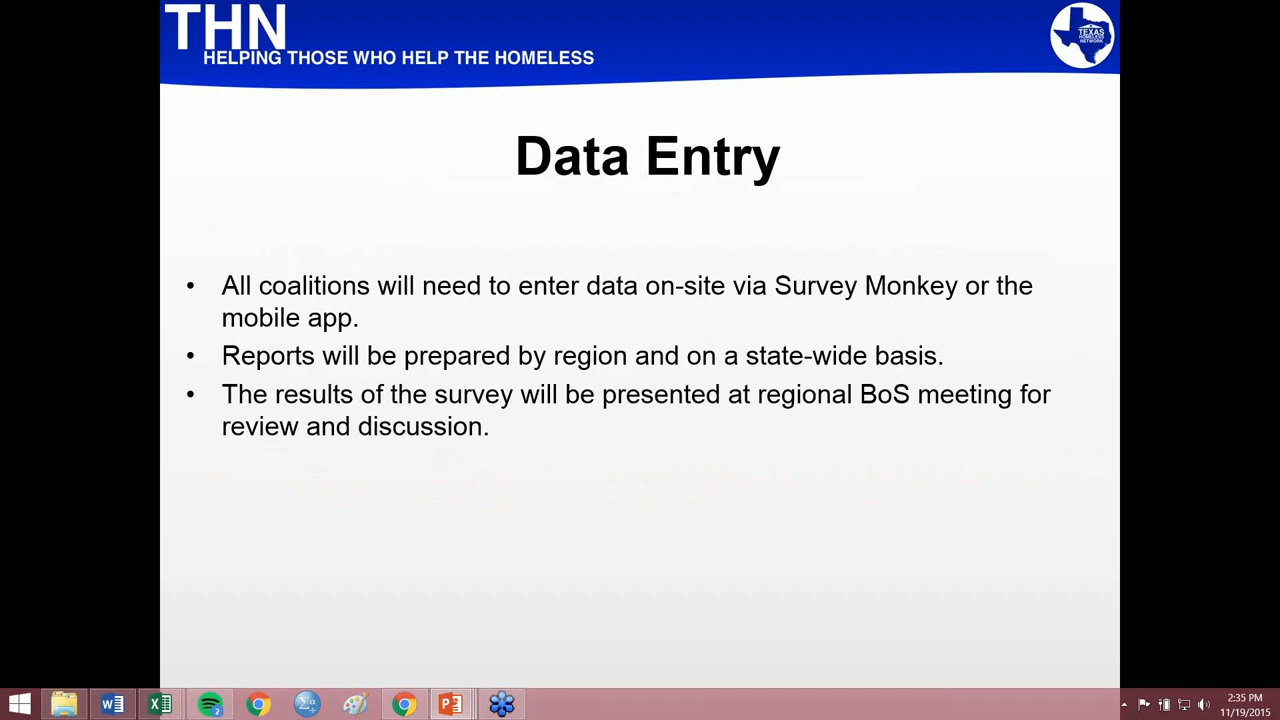 THN
HELPING THOSE WHO HELP THE HOMELESS
TEXAS
HOMELESS
NETWORK
Data Entry
• All coalitions will need to enter data on-site via Survey Monkey or the
mobile app.
• Reports will be prepared by region and on a state-wide basis.
• The results of the survey will be presented at regional BoS meeting for
review and discussion.
2:35 PM
11/19/2015